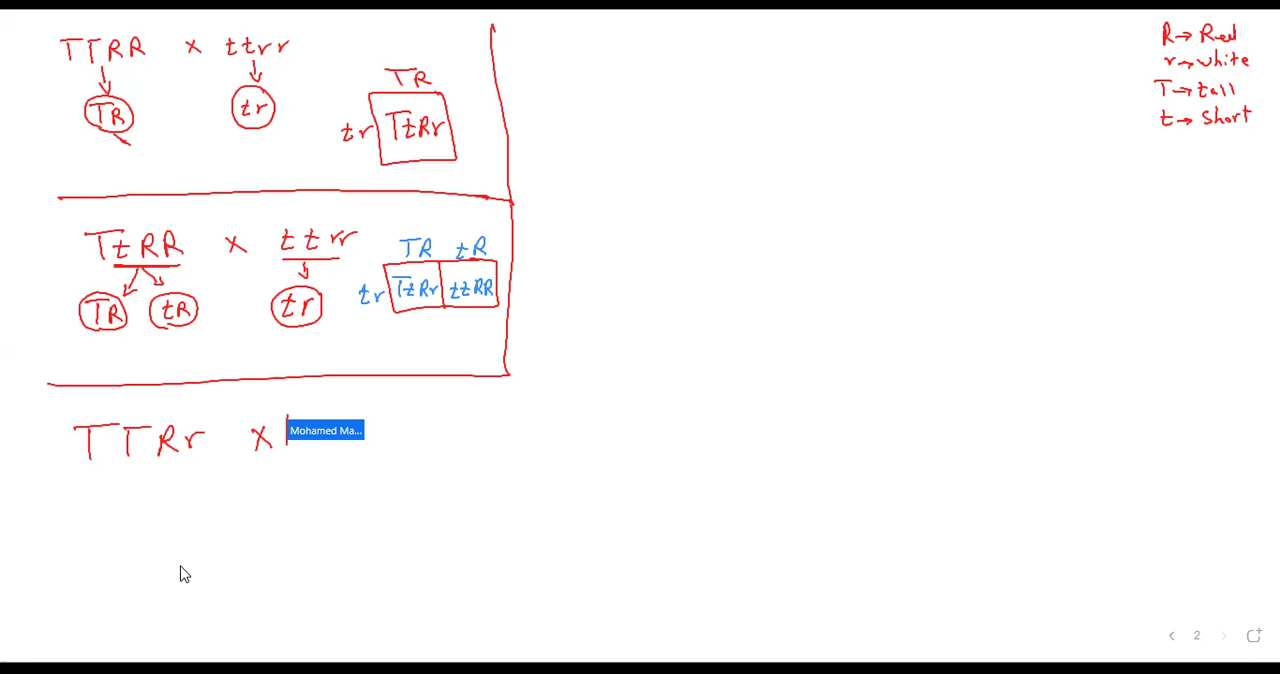 TTRR x ttrr
TR tr
TR
tr TtRr
TtRR x ttrr
TR tR tr
TR tR
tr TtRr ttRR
TTRr x
Mohamed Ma...
R→ Red
r→ white
T→ tall
t→ short
2